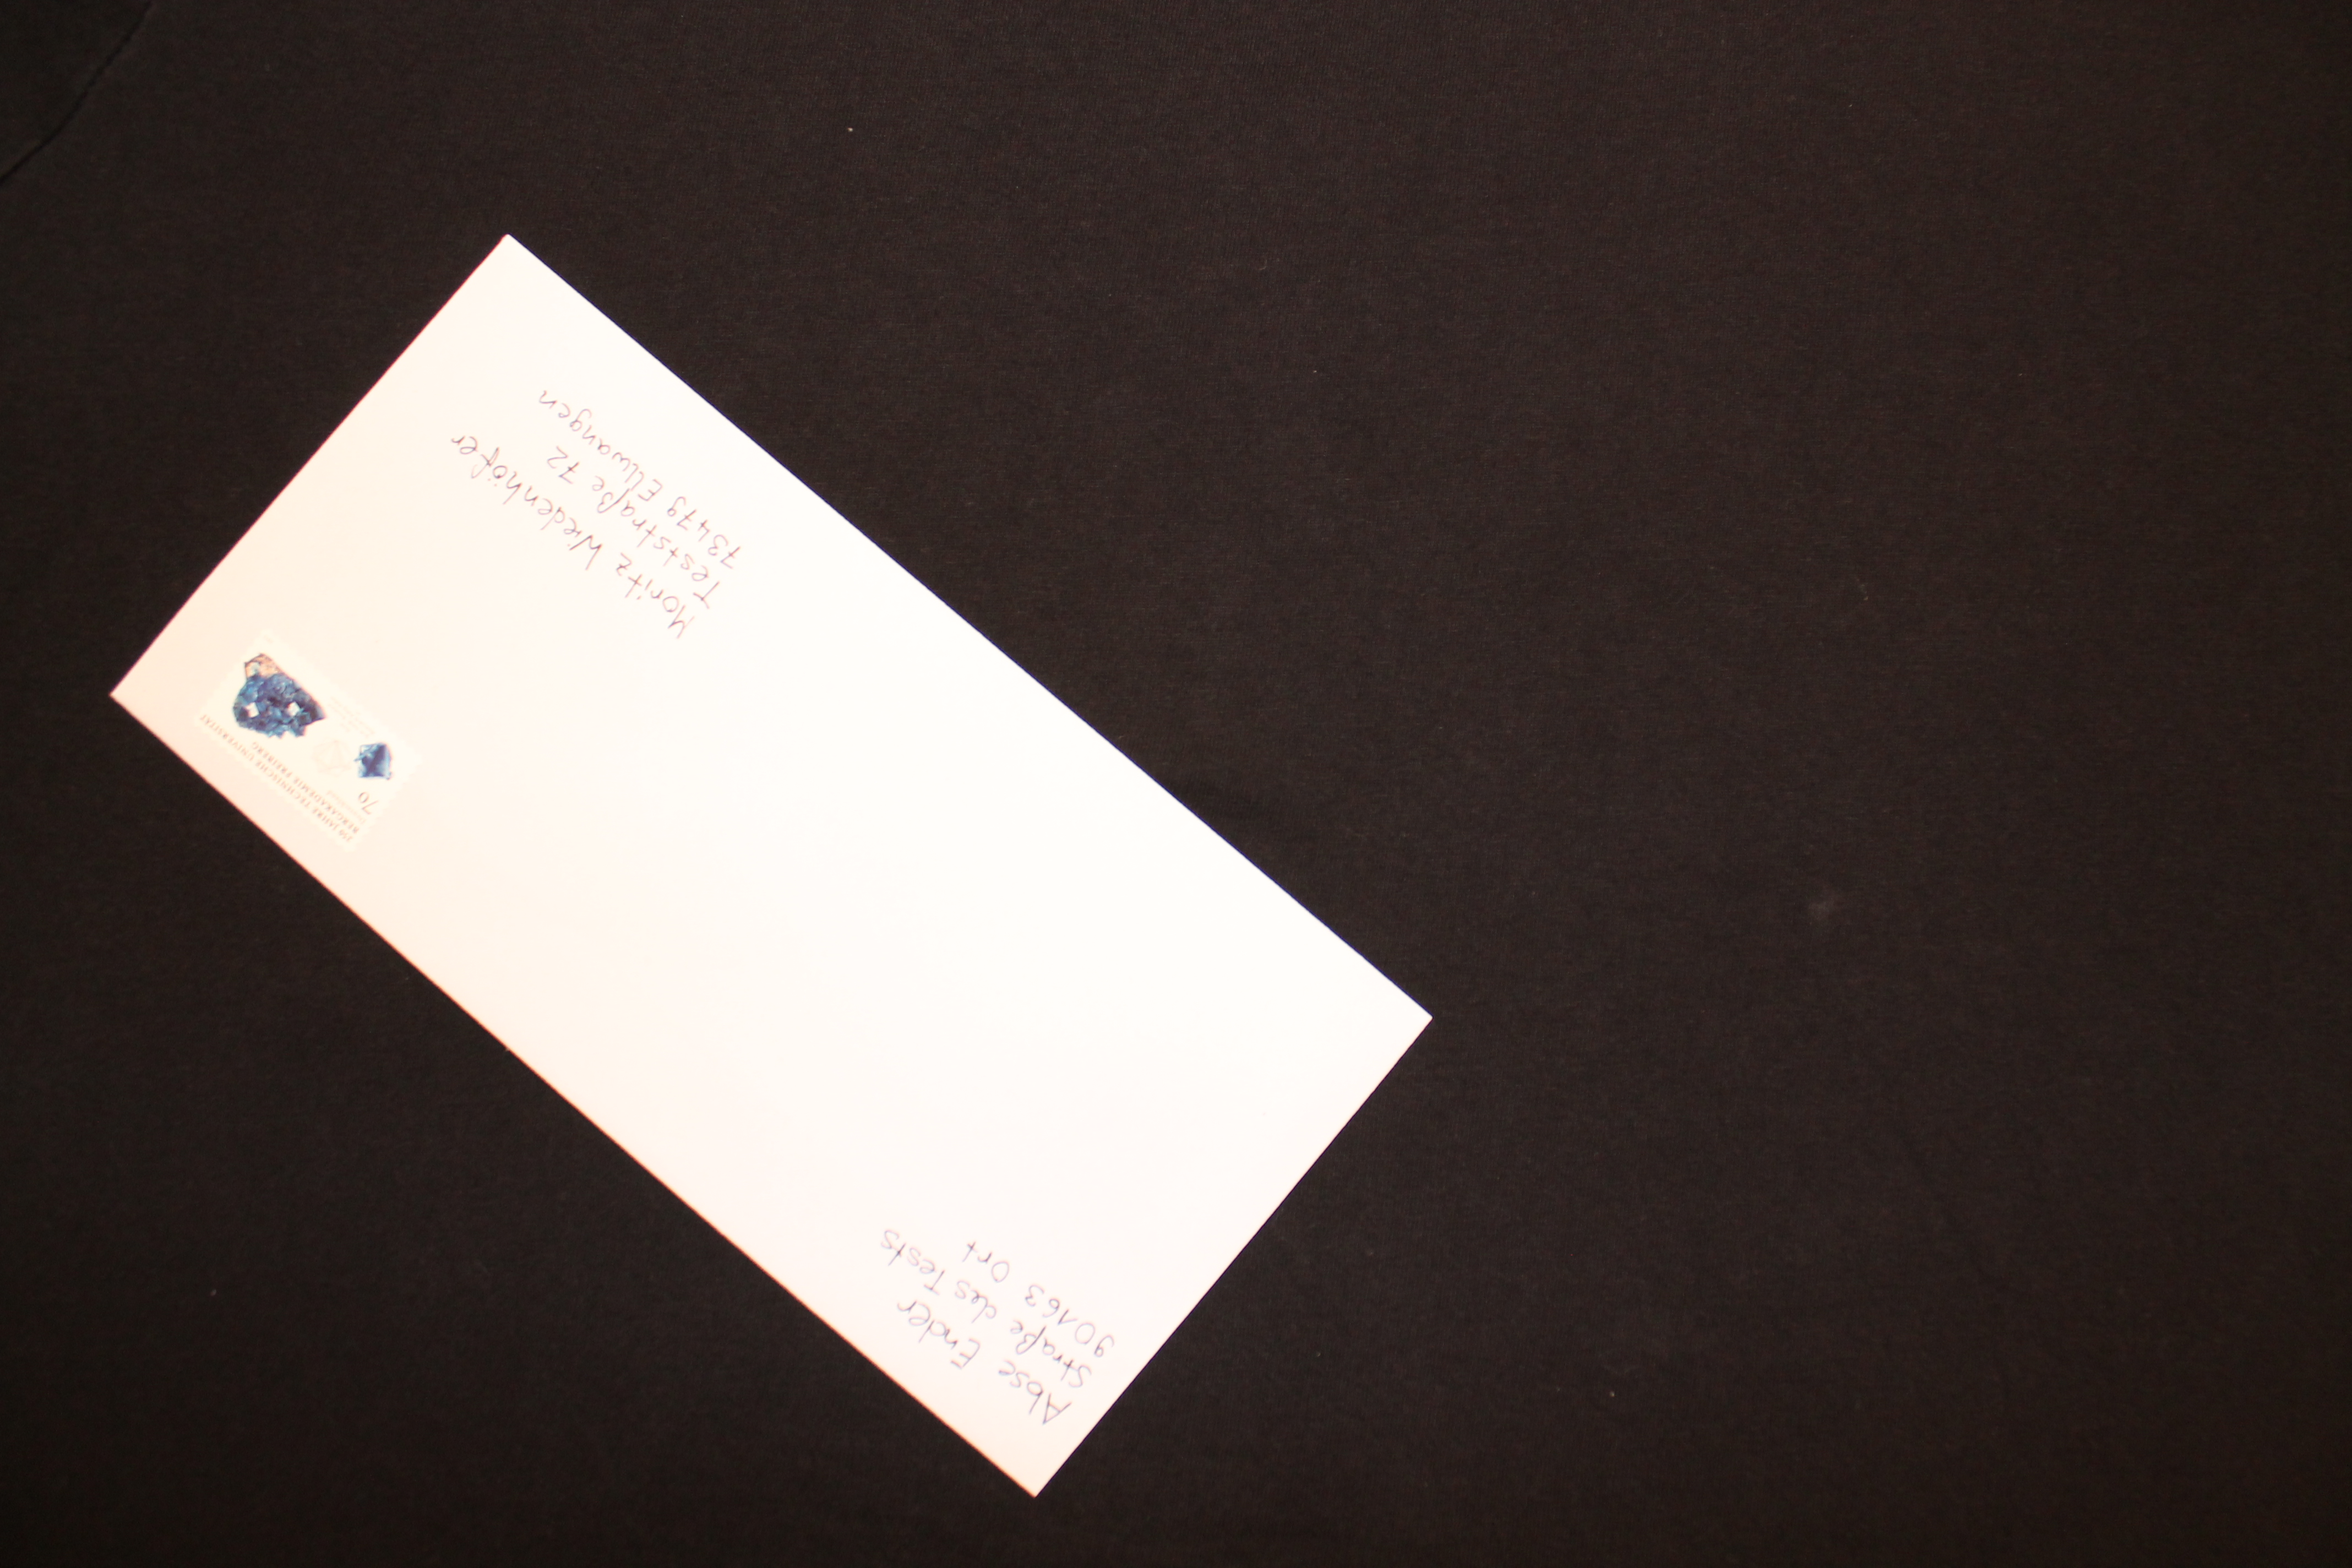 Abse Ender
Straße des Tests
90163 Ort
250 JAHRE TECHNISCHE UNIVERSITÄT
BERGAKADEMIE FREIBERG
70
Moritz Wiedenhöfer
Teststraße 72
73479 Ellwangen